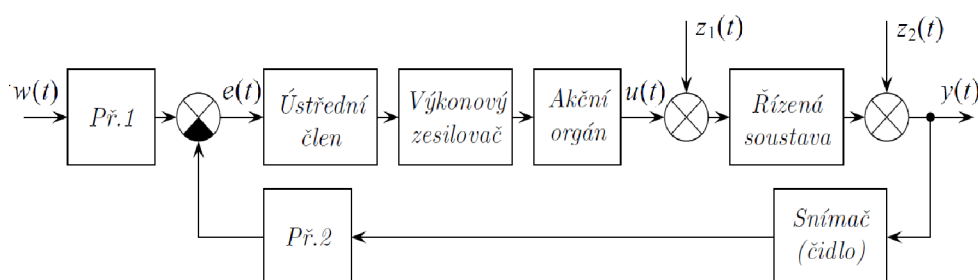 z₁(t)
z₂(t)
w(t)
Př.1
e(t)
Ústřední
člen
Výkonový
zesilovač
Akční
orgán
u(t)
Řízená
soustava
y(t)
Př.2
Snímač
(čidlo)